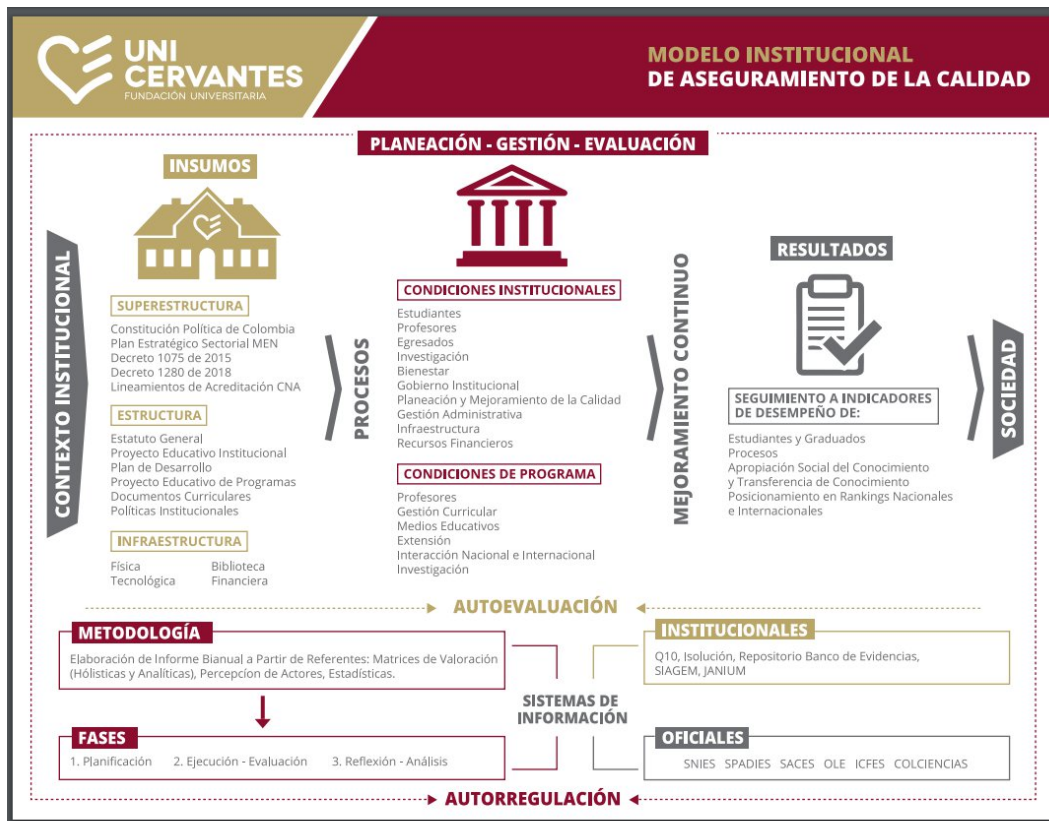 UNI
CERVANTES
FUNDACIÓN UNIVERSITARIA
MODELO INSTITUCIONAL
DE ASEGURAMIENTO DE LA CALIDAD
PLANEACIÓN - GESTIÓN - EVALUACIÓN
CONTEXTO INSTITUCIONAL
INSUMOS
SUPERESTRUCTURA
Constitución Política de Colombia
Plan Estratégico Sectorial MEN
Decreto 1075 de 2015
Decreto 1280 de 2018
Lineamientos de Acreditación CNA
ESTRUCTURA
Estatuto General
Proyecto Educativo Institucional
Plan de Desarrollo
Proyecto Educativo de Programas
Documentos Curriculares
Políticas Institucionales
INFRAESTRUCTURA
Física Biblioteca
Tecnológica Financiera
PROCESOS
CONDICIONES INSTITUCIONALES
Estudiantes
Profesores
Egresados
Investigación
Bienestar
Gobierno Institucional
Planeación y Mejoramiento de la Calidad
Gestión Administrativa
Infraestructura
Recursos Financieros
CONDICIONES DE PROGRAMA
Profesores
Gestión Curricular
Medios Educativos
Extensión
Interacción Nacional e Internacional
Investigación
MEJORAMIENTO CONTINUO
RESULTADOS
SEGUIMIENTO A INDICADORES
DE DESEMPEÑO DE:
Estudiantes y Graduados
Procesos
Apropiación Social del Conocimiento
y Transferencia de Conocimiento
Posicionamiento en Rankings Nacionales
e Internacionales
SOCIEDAD
AUTOEVALUACIÓN
METODOLOGÍA
Elaboración de Informe Bianual a Partir de Referentes: Matrices de Valoración
(Hólisticas y Analíticas), Percepcíon de Actores, Estadísticas.
FASES
1. Planificación 2. Ejecución - Evaluación 3. Reflexión - Análisis
SISTEMAS DE
INFORMACIÓN
INSTITUCIONALES
Q10, Isolución, Repositorio Banco de Evidencias,
SIAGEM, JANIUM
OFICIALES
SNIES SPADIES SACES OLE ICFES COLCIENCIAS
AUTORREGULACIÓN